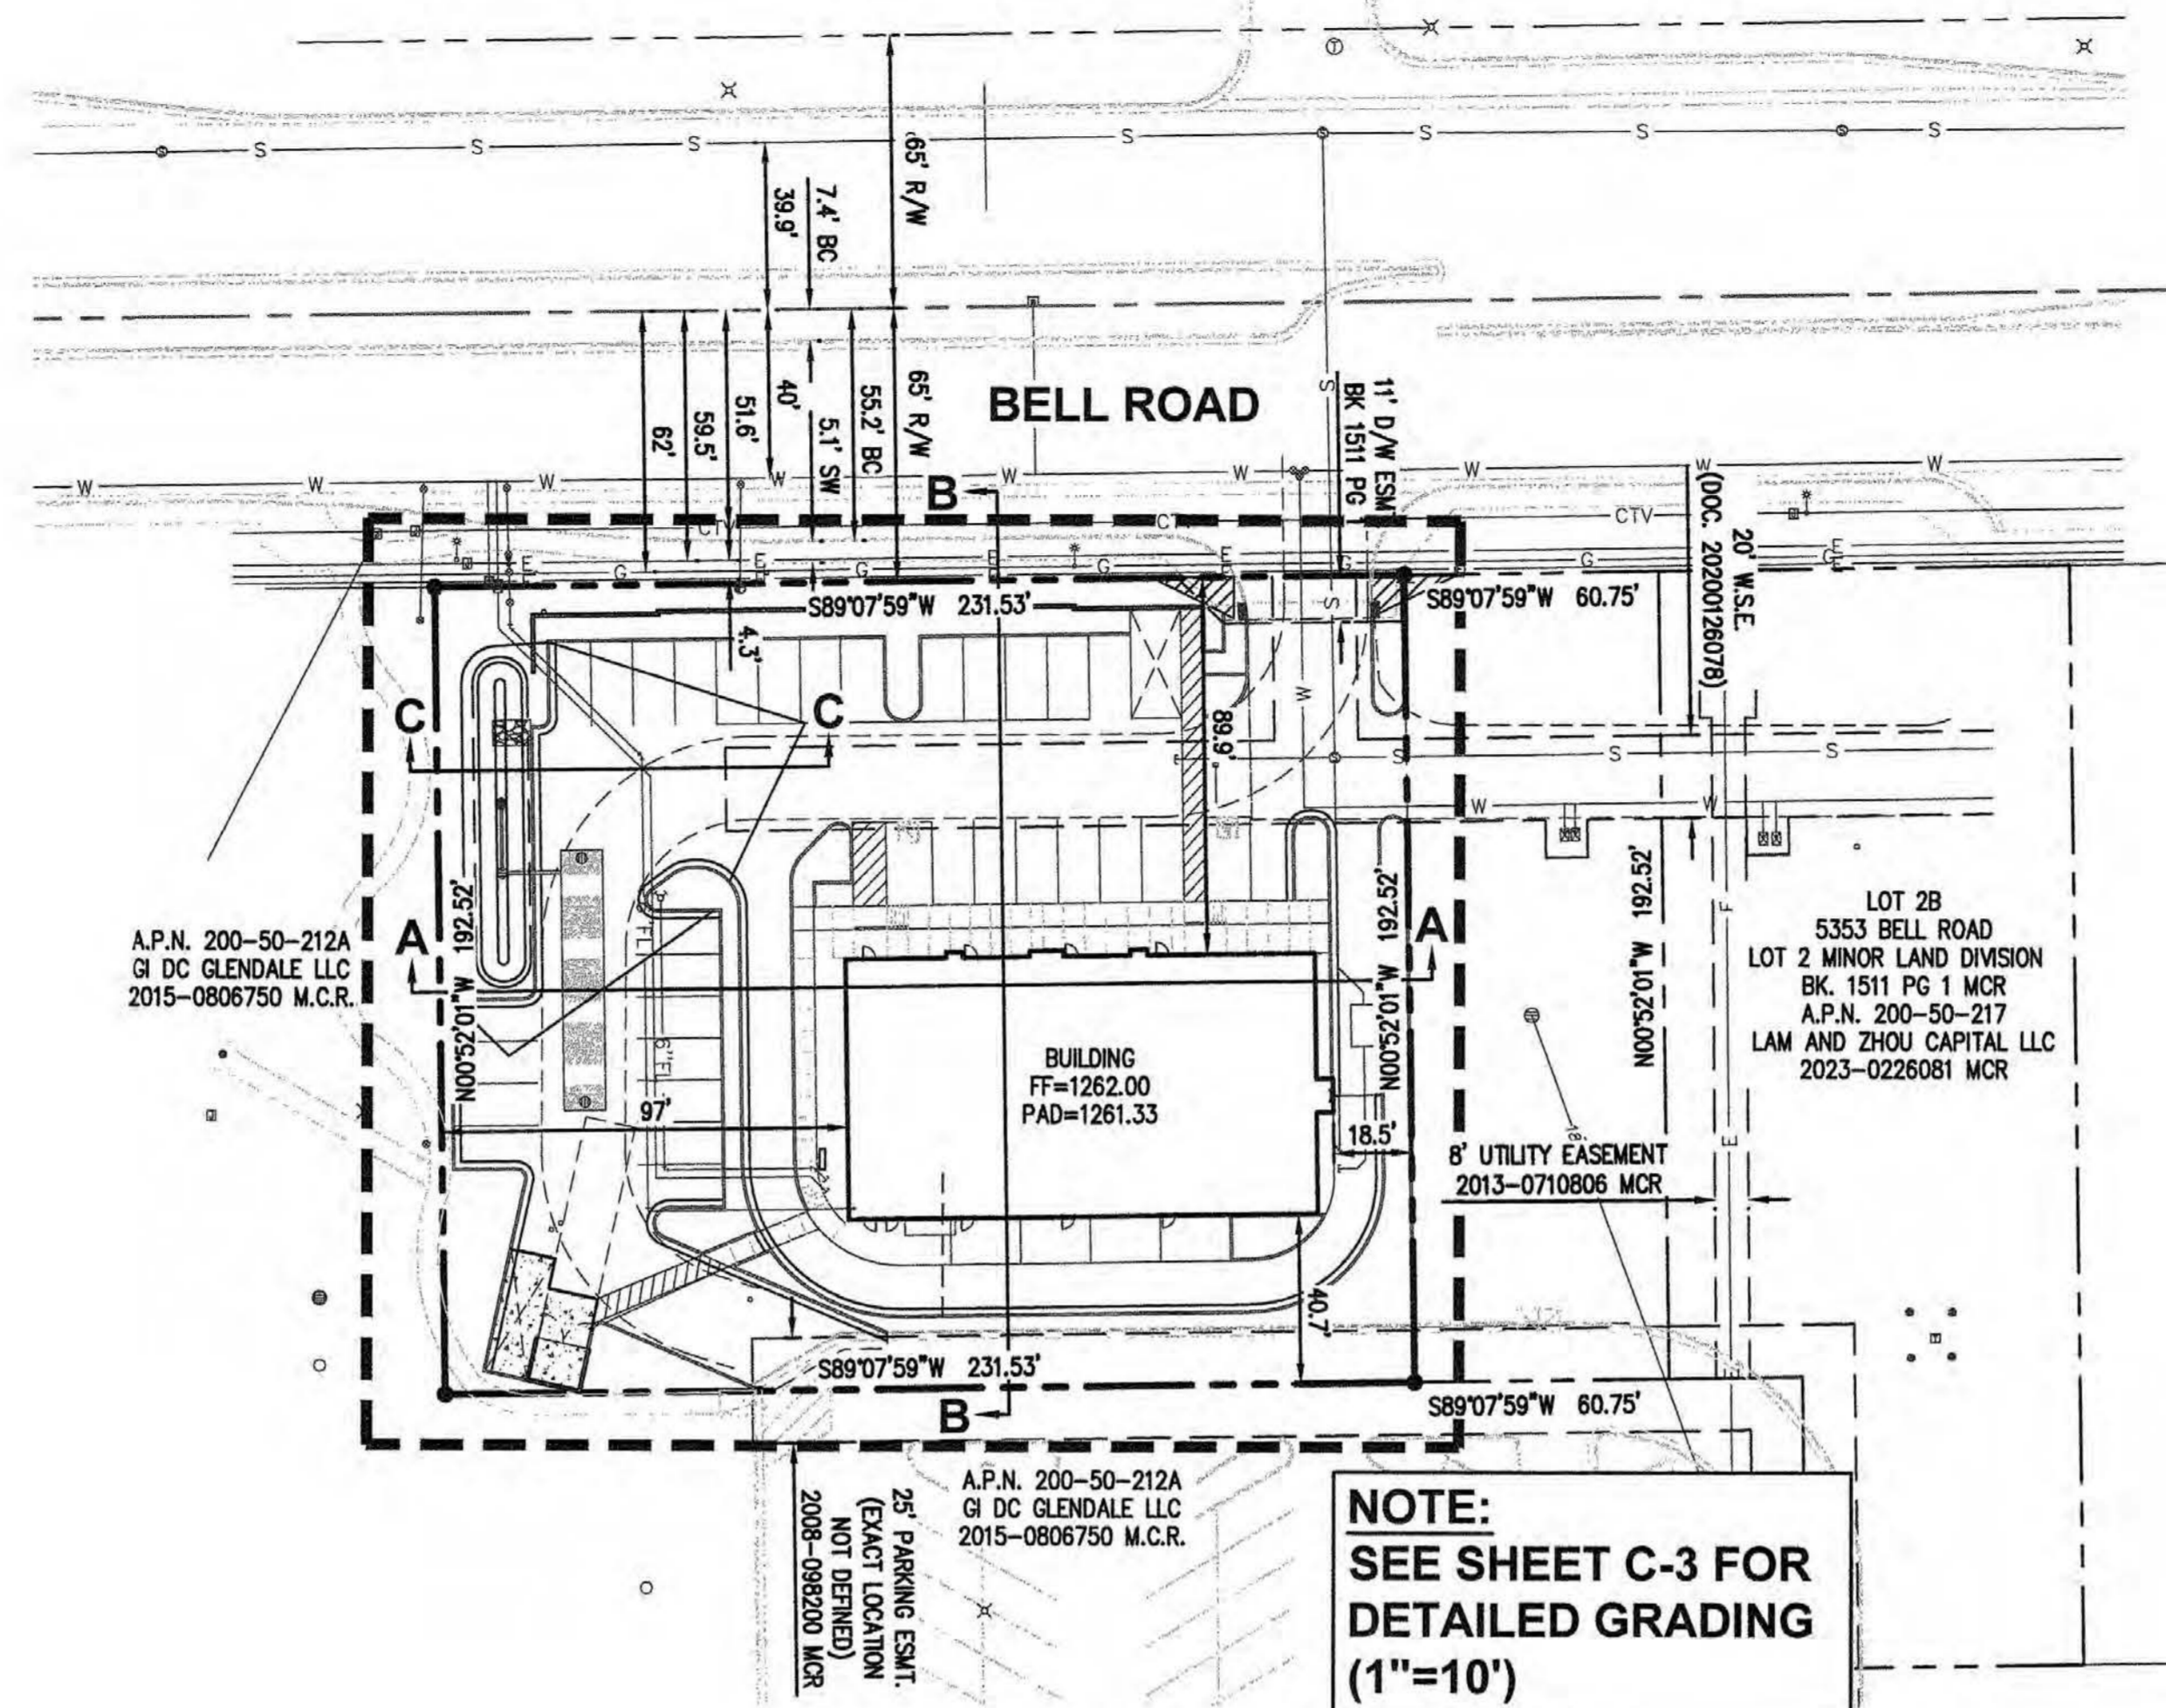 65' R/W
7.4' BC
39.9'
BELL ROAD
65' R/W
55.2' BC
5.1' SW
40'
51.6'
59.5'
62'
11' D/W ESMT
BK 1511 PG
20' W.S.E.
(DOC. 20200126078)
CTV
B
S89°07'59"W 231.53'
S89°07'59"W 60.75'
4.3'
C
C
89.9'
N00°52'01"W 192.52'
N00°52'01"W 192.52'
N00°52'01"W 192.52'
A
A
A.P.N. 200-50-212A
GI DC GLENDALE LLC
2015-0806750 M.C.R.
LOT 2B
5353 BELL ROAD
LOT 2 MINOR LAND DIVISION
BK. 1511 PG 1 MCR
A.P.N. 200-50-217
LAM AND ZHOU CAPITAL LLC
2023-0226081 MCR
BUILDING
FF=1262.00
PAD=1261.33
97'
18.5'
8' UTILITY EASEMENT
2013-0710806 MCR
40.7'
S89°07'59"W 231.53'
S89°07'59"W 60.75'
B
25' PARKING ESMT.
(EXACT LOCATION
NOT DEFINED)
2008-098200 MCR
A.P.N. 200-50-212A
GI DC GLENDALE LLC
2015-0806750 M.C.R.
NOTE:
SEE SHEET C-3 FOR
DETAILED GRADING
(1"=10')